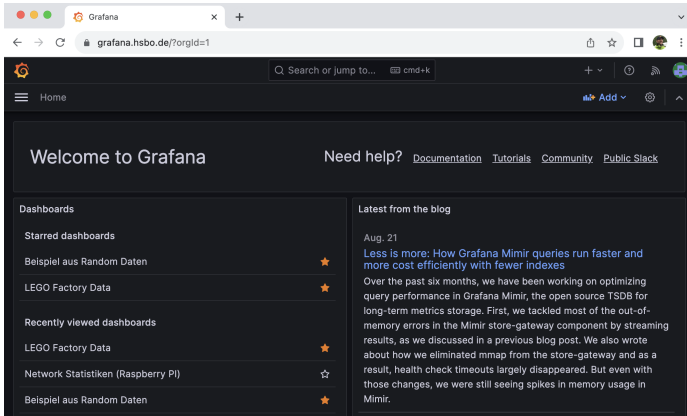 Grafana
grafana.hsbo.de/?orgId=1
Search or jump to... cmd+k
Home
Add
Welcome to Grafana
Need help? Documentation Tutorials Community Public Slack
Dashboards
Starred dashboards
Beispiel aus Random Daten
LEGO Factory Data
Recently viewed dashboards
LEGO Factory Data
Network Statistiken (Raspberry PI)
Beispiel aus Random Daten
Latest from the blog
Aug. 21
Less is more: How Grafana Mimir queries run faster and
more cost efficiently with fewer indexes
Over the past six months, we have been working on optimizing
query performance in Grafana Mimir, the open source TSDB for
long-term metrics storage. First, we tackled most of the out-of-
memory errors in the Mimir store-gateway component by streaming
results, as we discussed in a previous blog post. We also wrote
about how we eliminated mmap from the store-gateway and as a
result, health check timeouts largely disappeared. But even with
those changes, we were still seeing spikes in memory usage in
Mimir.